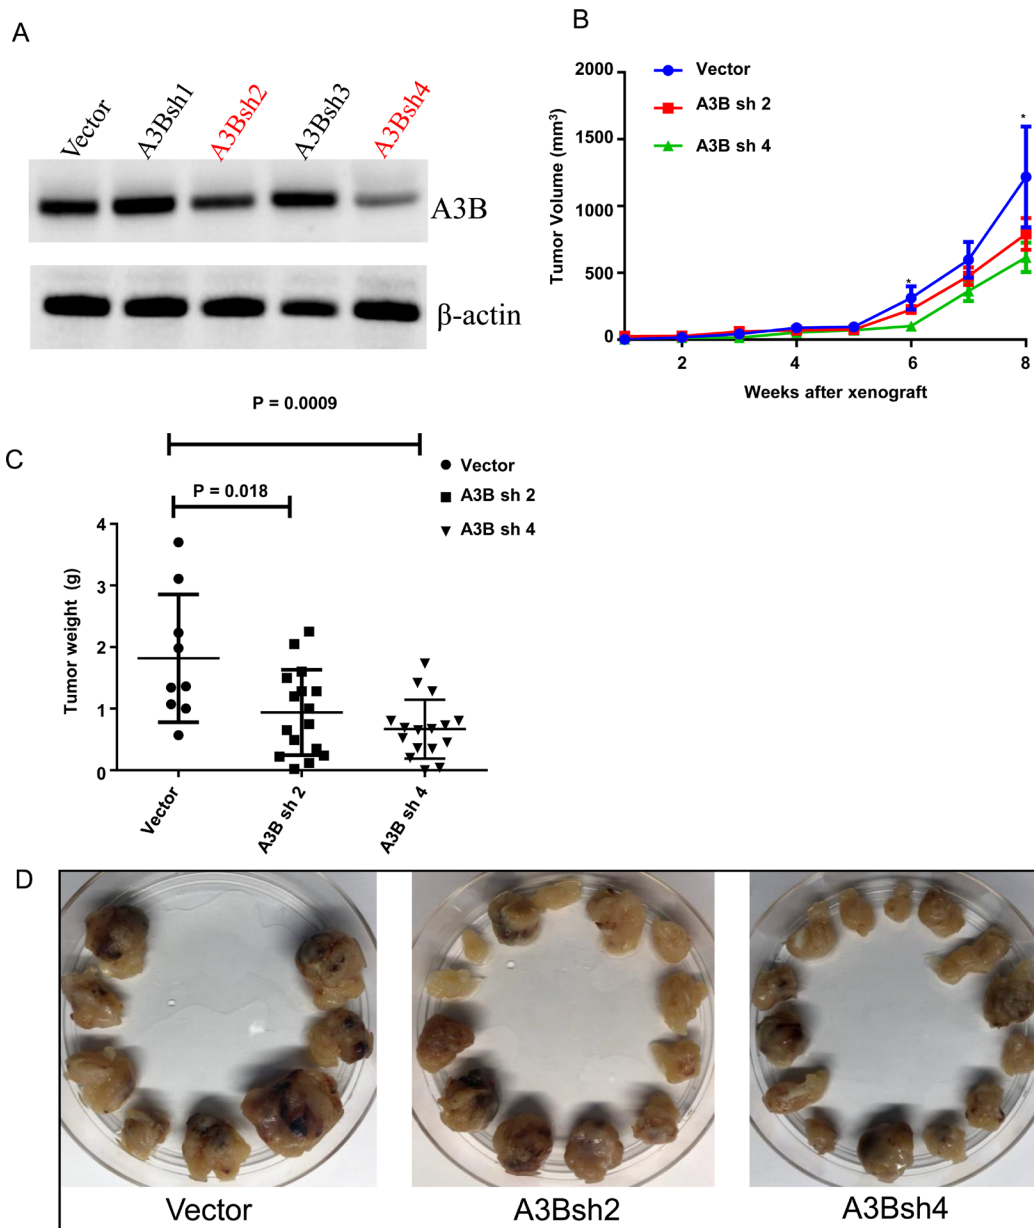 A
Vector
A3Bsh1
A3Bsh2
A3Bsh3
A3Bsh4
A3B
β-actin
B
Vector
A3B sh 2
A3B sh 4
Tumor Volume (mm³)
2000
1500
1000
500
0
*
*
2
4
6
8
Weeks after xenograft
C
P = 0.0009
P = 0.018
Vector
A3B sh 2
A3B sh 4
Tumor weight (g)
4
3
2
1
0
Vector
A3B sh 2
A3B sh 4
D
Vector
A3Bsh2
A3Bsh4